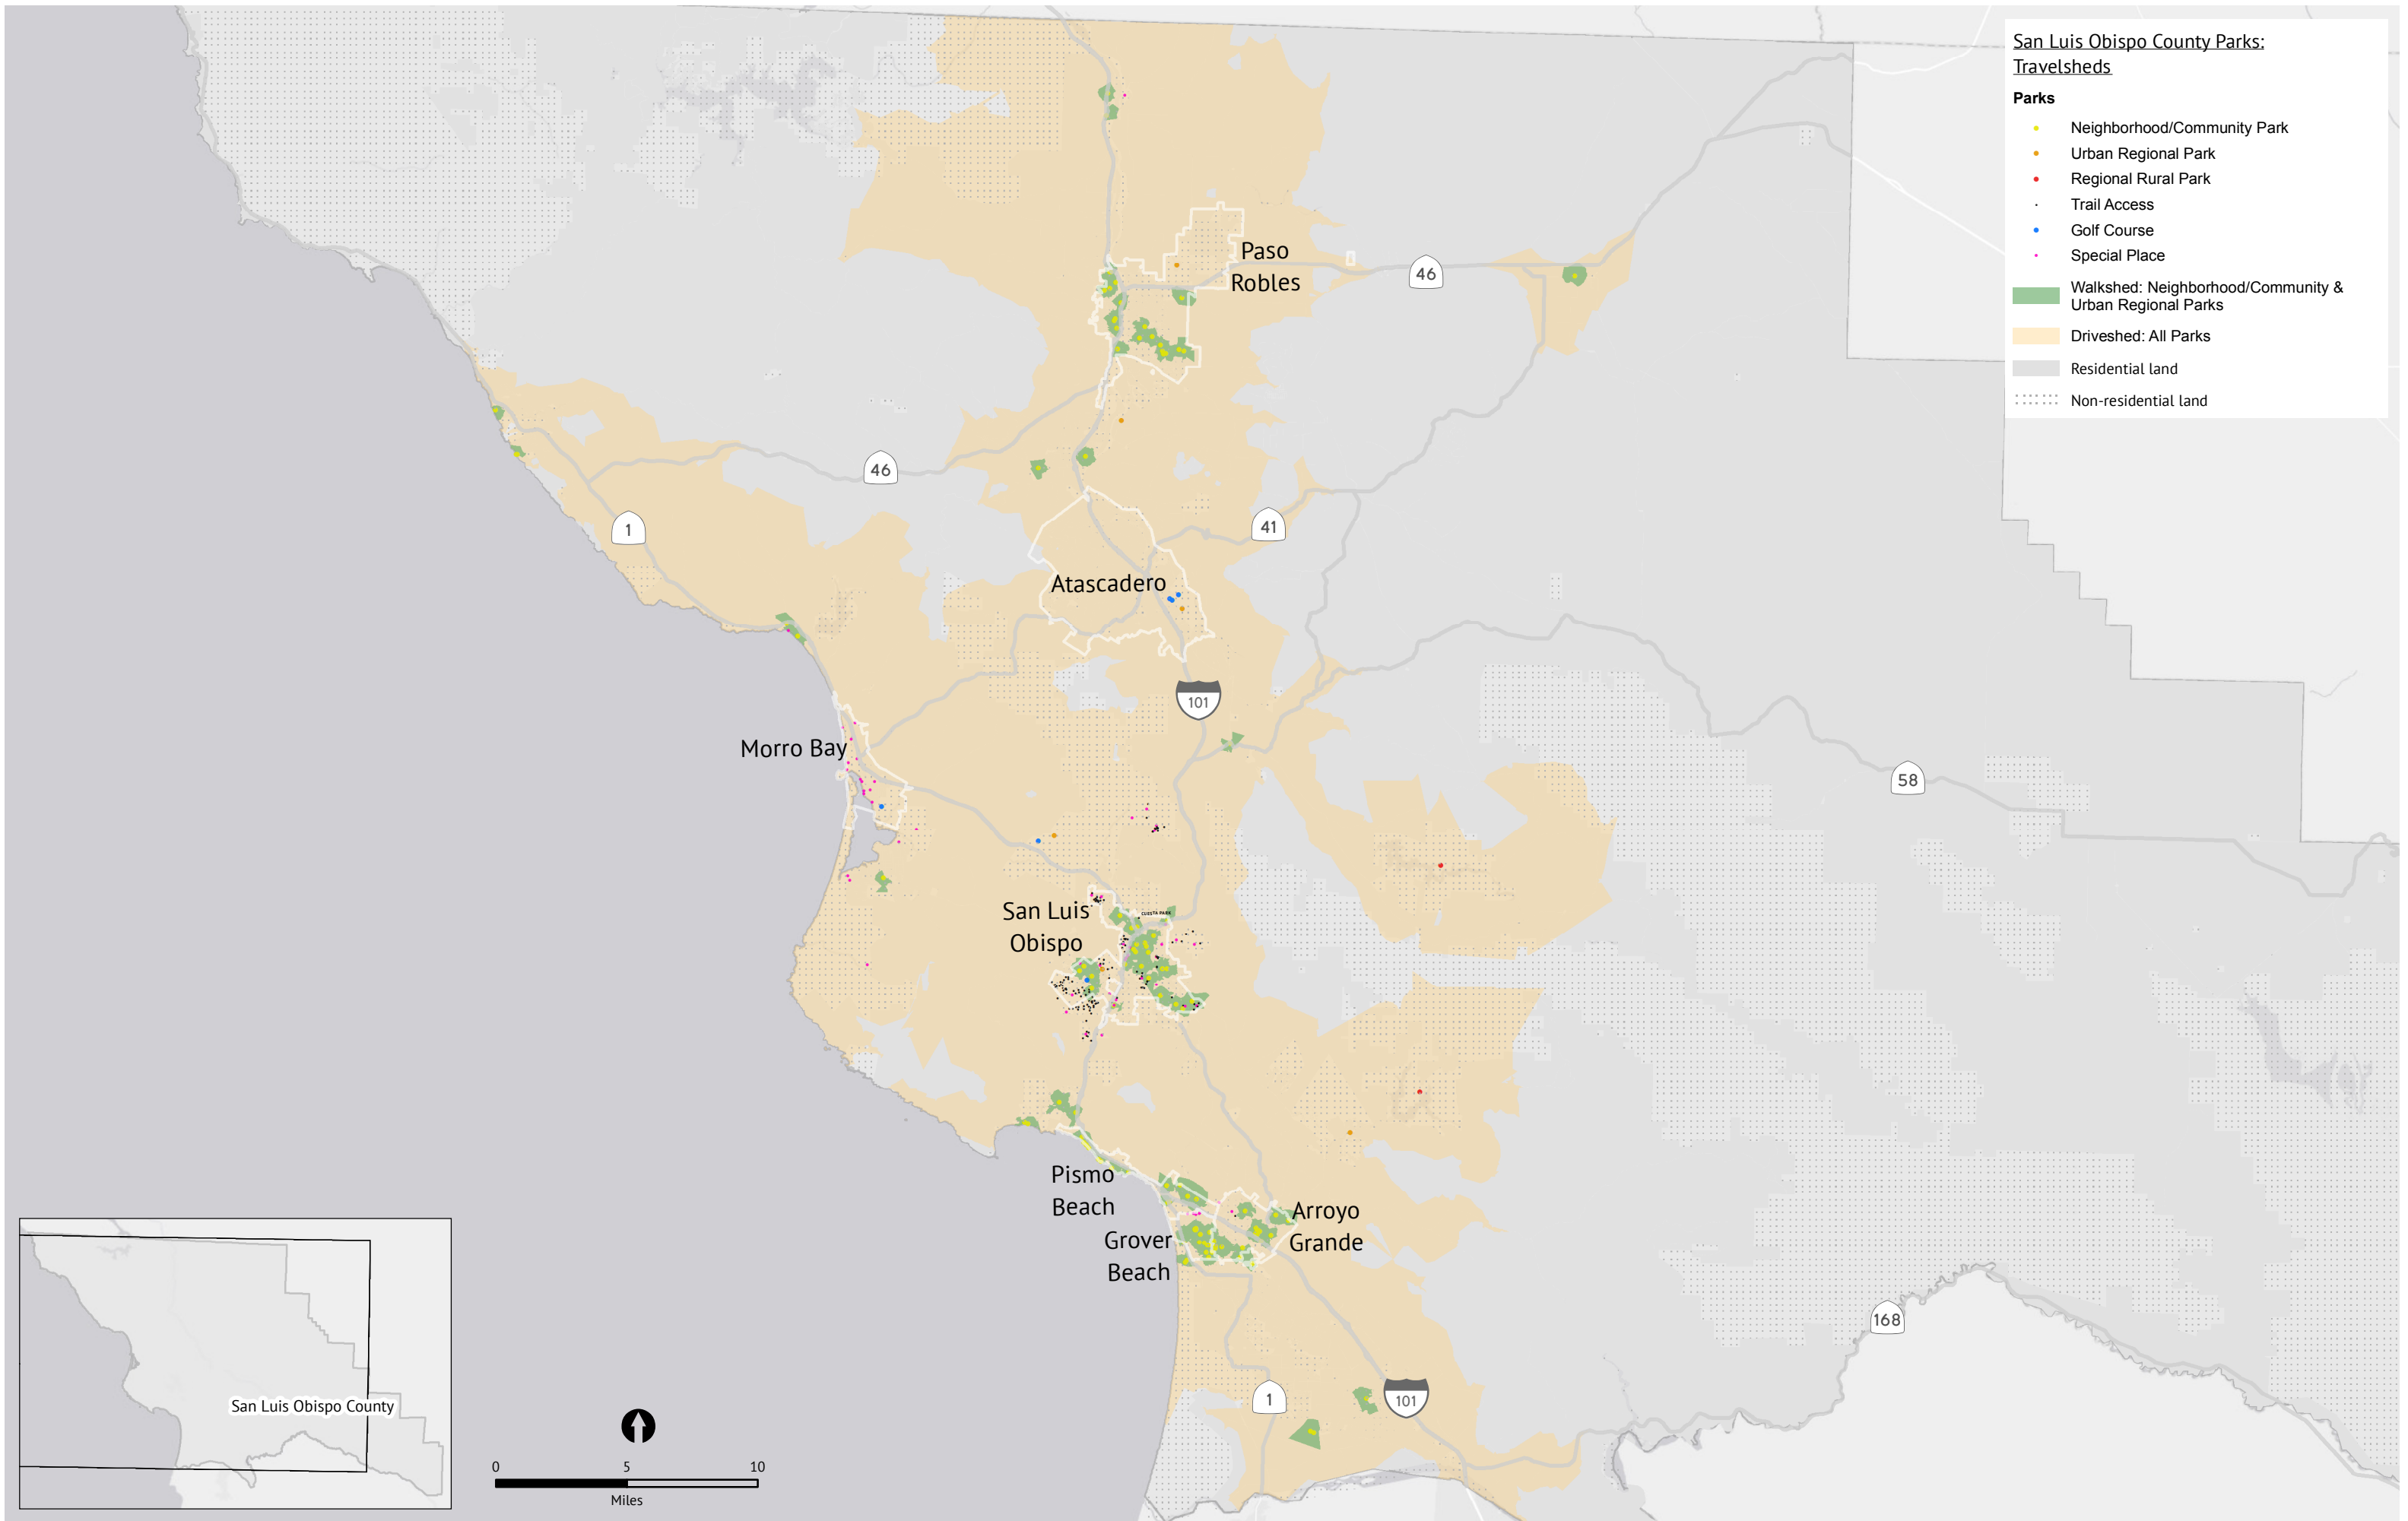 San Luis Obispo County Parks:
Travelsheds
Parks
Neighborhood/Community Park
Urban Regional Park
Regional Rural Park
Trail Access
Golf Course
Special Place
Walkshed: Neighborhood/Community &
Urban Regional Parks
Driveshed: All Parks
Residential land
Non-residential land
Paso
Robles
46
46
1
41
Atascadero
101
Morro Bay
58
San Luis
Obispo
CUESTA PARK
Pismo
Beach
Arroyo
Grande
Grover
Beach
168
1
101
San Luis Obispo County
0 5 10
Miles